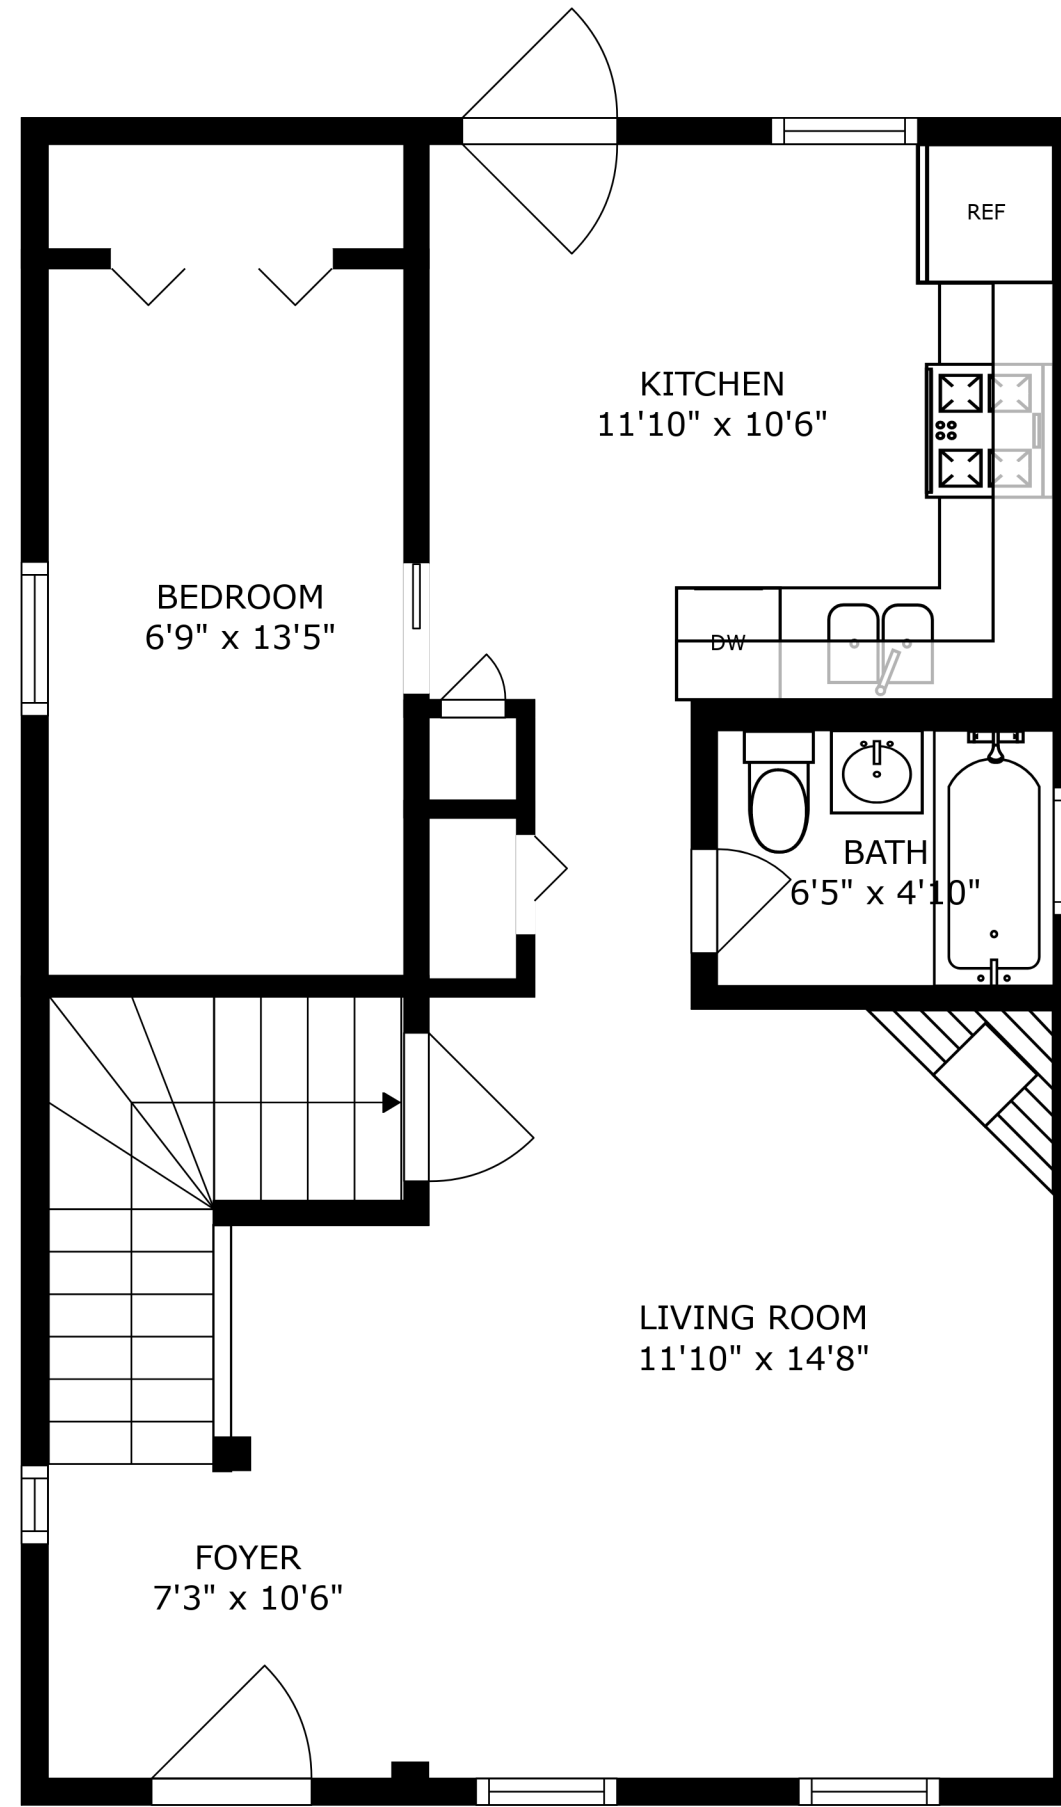 REF
KITCHEN
11'10" x 10'6"
BEDROOM
6'9" x 13'5"
DW
BATH
6'5" x 4'10"
LIVING ROOM
11'10" x 14'8"
FOYER
7'3" x 10'6"